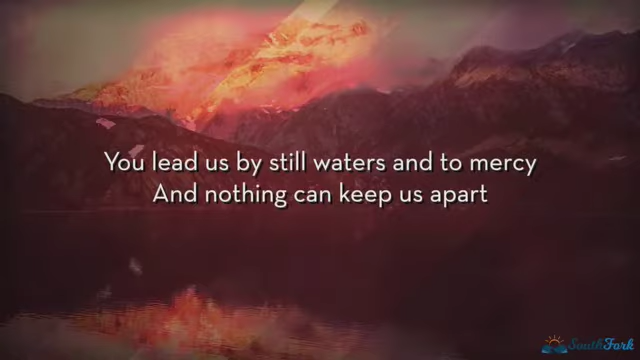 You lead us by still waters and to mercy
And nothing can keep us apart
SouthFork